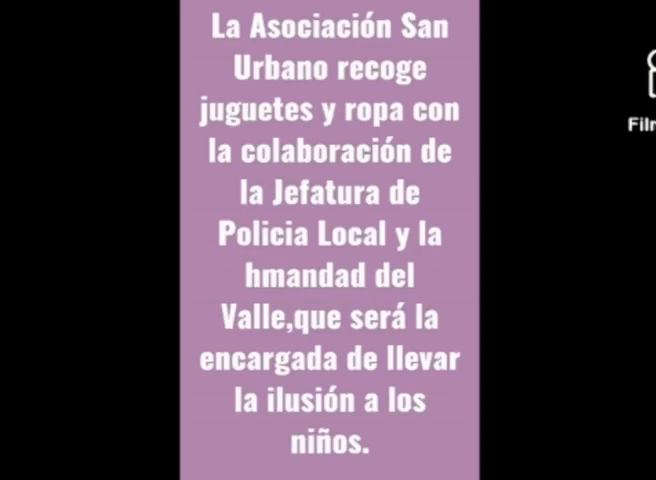 La Asociación San
Urbano recoge
juguetes y ropa con
la colaboración de
la Jefatura de
Policia Local y la
hmandad del
Valle,que será la
encargada de llevar
la ilusión a los
niños.